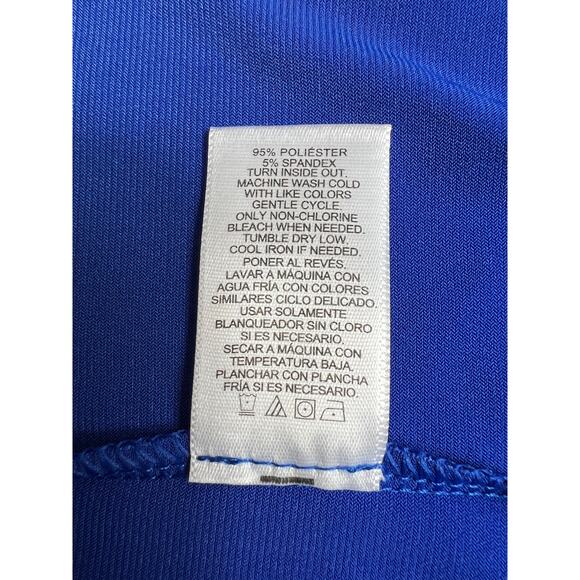 95% POLIÉSTER
5% SPANDEX
TURN INSIDE OUT.
MACHINE WASH COLD
WITH LIKE COLORS
GENTLE CYCLE.
ONLY NON-CHLORINE
BLEACH WHEN NEEDED.
TUMBLE DRY LOW.
COOL IRON IF NEEDED.
PONER AL REVÉS.
LAVAR A MÁQUINA CON
AGUA FRÍA CON COLORES
SIMILARES CICLO DELICADO.
USAR SOLAMENTE
BLANQUEADOR SIN CLORO
SI ES NECESARIO.
SECAR A MÁQUINA CON
TEMPERATURA BAJA.
PLANCHAR CON PLANCHA
FRÍA SI ES NECESARIO.